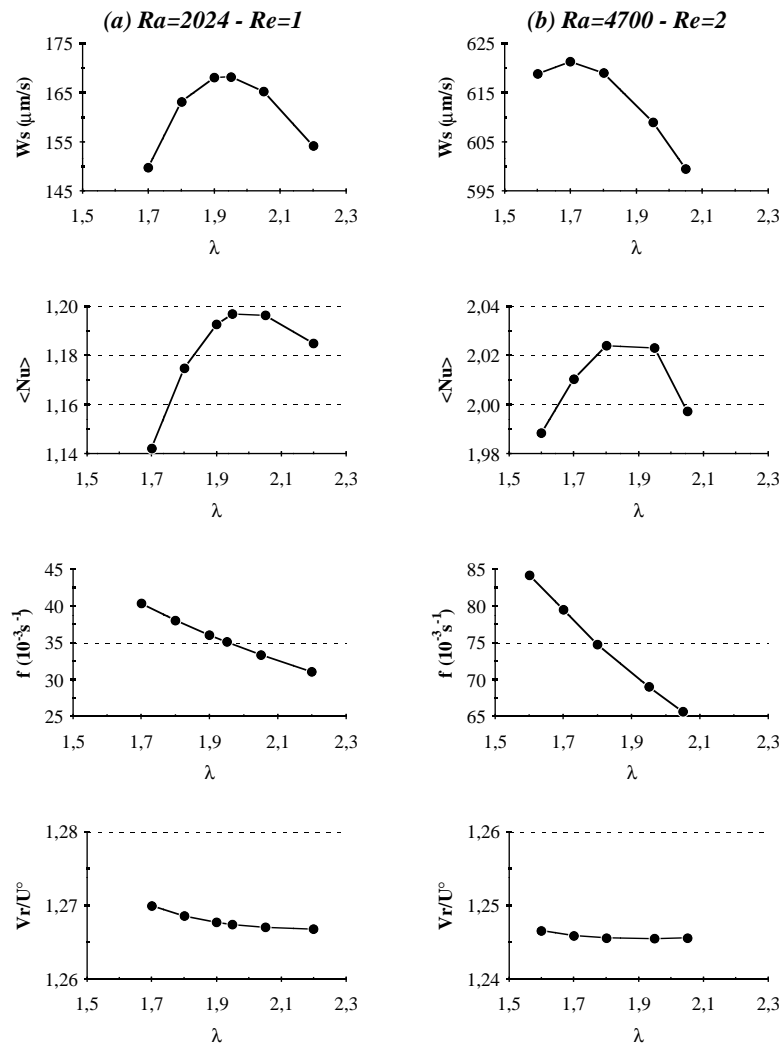 (a) Ra=2024 - Re=1
(b) Ra=4700 - Re=2
175
165
155
145
Ws (μm/s)
1,5 1,7 1,9 2,1 2,3
λ
625
615
605
595
Ws (μm/s)
1,5 1,7 1,9 2,1 2,3
λ
1,20
1,18
1,16
1,14
<Nu>
1,5 1,7 1,9 2,1 2,3
λ
2,04
2,02
2,00
1,98
<Nu>
1,5 1,7 1,9 2,1 2,3
λ
45
40
35
30
25
f (10⁻³s⁻¹)
1,5 1,7 1,9 2,1 2,3
λ
85
80
75
70
65
f (10⁻³s⁻¹)
1,5 1,7 1,9 2,1 2,3
λ
1,28
1,27
1,26
Vr/U°
1,5 1,7 1,9 2,1 2,3
λ
1,26
1,25
1,24
Vr/U°
1,5 1,7 1,9 2,1 2,3
λ